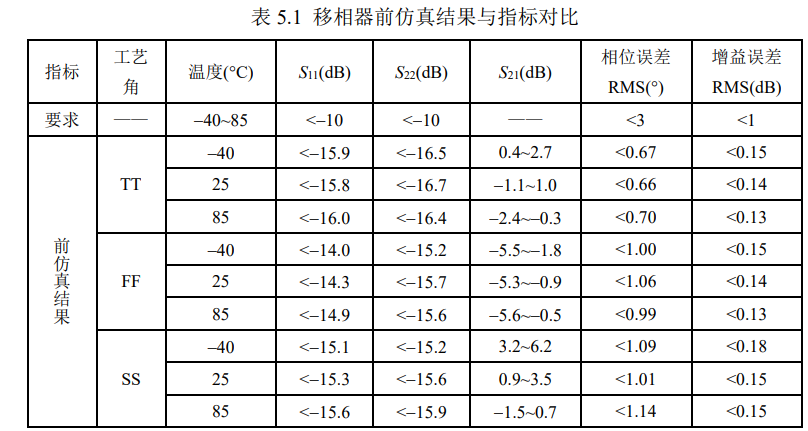 表 5.1 移相器前仿真结果与指标对比
指标 工艺角 温度(°C) S11(dB) S22(dB) S21(dB) 相位误差RMS(°) 增益误差RMS(dB)
要求 —— –40~85 <–10 <–10 —— <3 <1
前仿真结果 TT –40 <–15.9 <–16.5 0.4~2.7 <0.67 <0.15
25 <–15.8 <–16.7 –1.1~1.0 <0.66 <0.14
85 <–16.0 <–16.4 –2.4~–0.3 <0.70 <0.13
FF –40 <–14.0 <–15.2 –5.5~–1.8 <1.00 <0.15
25 <–14.3 <–15.7 –5.3~–0.9 <1.06 <0.14
85 <–14.9 <–15.6 –5.6~–0.5 <0.99 <0.13
SS –40 <–15.1 <–15.2 3.2~6.2 <1.09 <0.18
25 <–15.3 <–15.6 0.9~3.5 <1.01 <0.15
85 <–15.6 <–15.9 –1.5~0.7 <1.14 <0.15